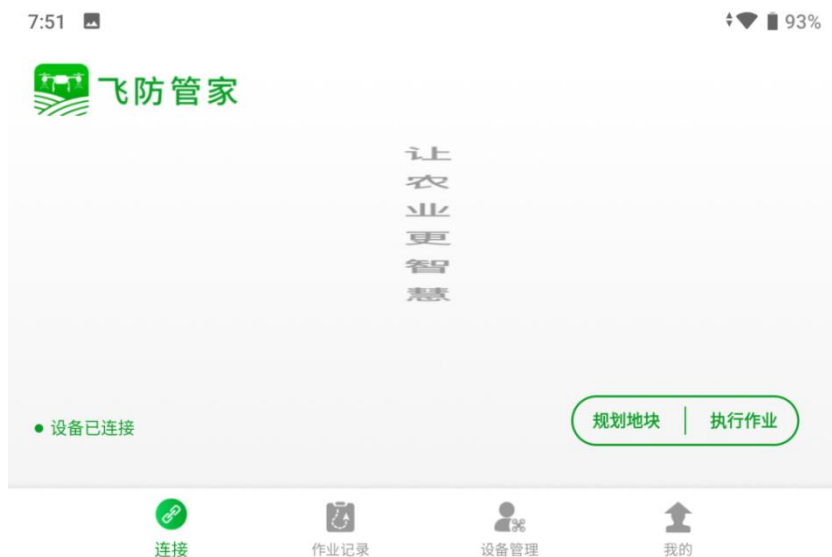 7:51
93%
飞防管家
让
农
业
更
智
慧
设备已连接
规划地块
执行作业
连接
作业记录
设备管理
我的